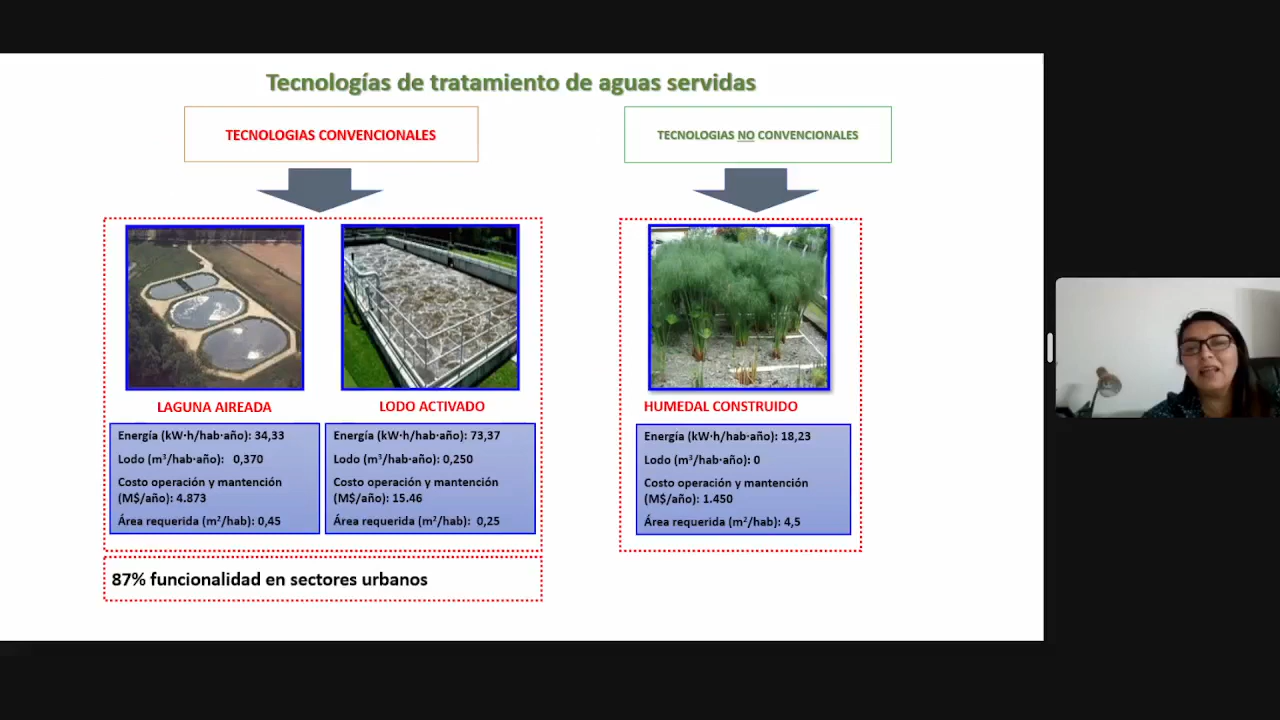 Tecnologías de tratamiento de aguas servidas
TECNOLOGIAS CONVENCIONALES
TECNOLOGIAS NO CONVENCIONALES
LAGUNA AIREADA
Energía (kW·h/hab·año): 34,33
Lodo (m³/hab·año): 0,370
Costo operación y mantención
(M$/año): 4.873
Área requerida (m²/hab): 0,45
LODO ACTIVADO
Energía (kW·h/hab·año): 73,37
Lodo (m³/hab·año): 0,250
Costo operación y mantención
(M$/año): 15.46
Área requerida (m²/hab): 0,25
HUMEDAL CONSTRUIDO
Energía (kW·h/hab·año): 18,23
Lodo (m³/hab·año): 0
Costo operación y mantención
(M$/año): 1.450
Área requerida (m²/hab): 4,5
87% funcionalidad en sectores urbanos